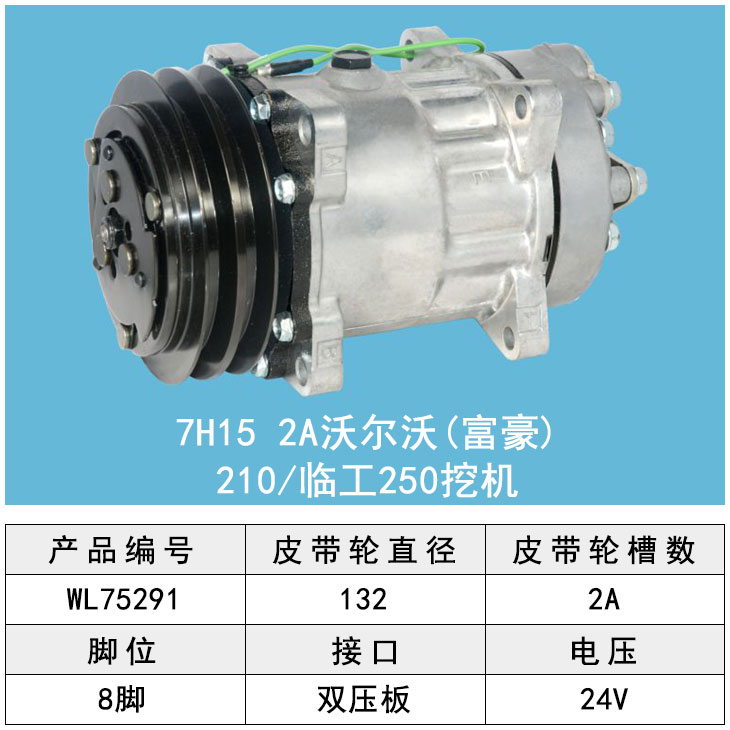 7H15 2A沃尔沃(富豪)
210/临工250挖机
产品编号 皮带轮直径 皮带轮槽数
WL75291 132 2A
脚位 接口 电压
8脚 双压板 24V
A
E
E